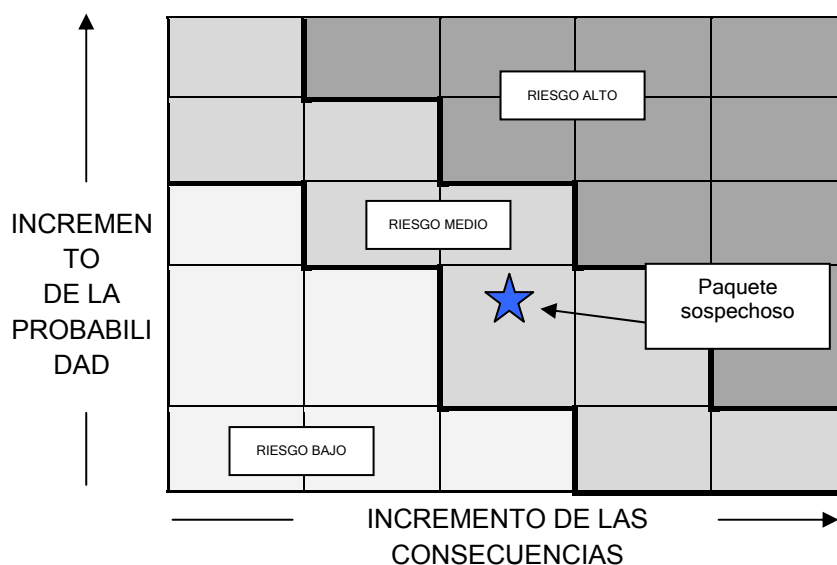 RIESGO ALTO
RIESGO MEDIO
INCREMEN
TO
DE LA
PROBABILI
DAD
Paquete
sospechoso
RIESGO BAJO
INCREMENTO DE LAS
CONSECUENCIAS